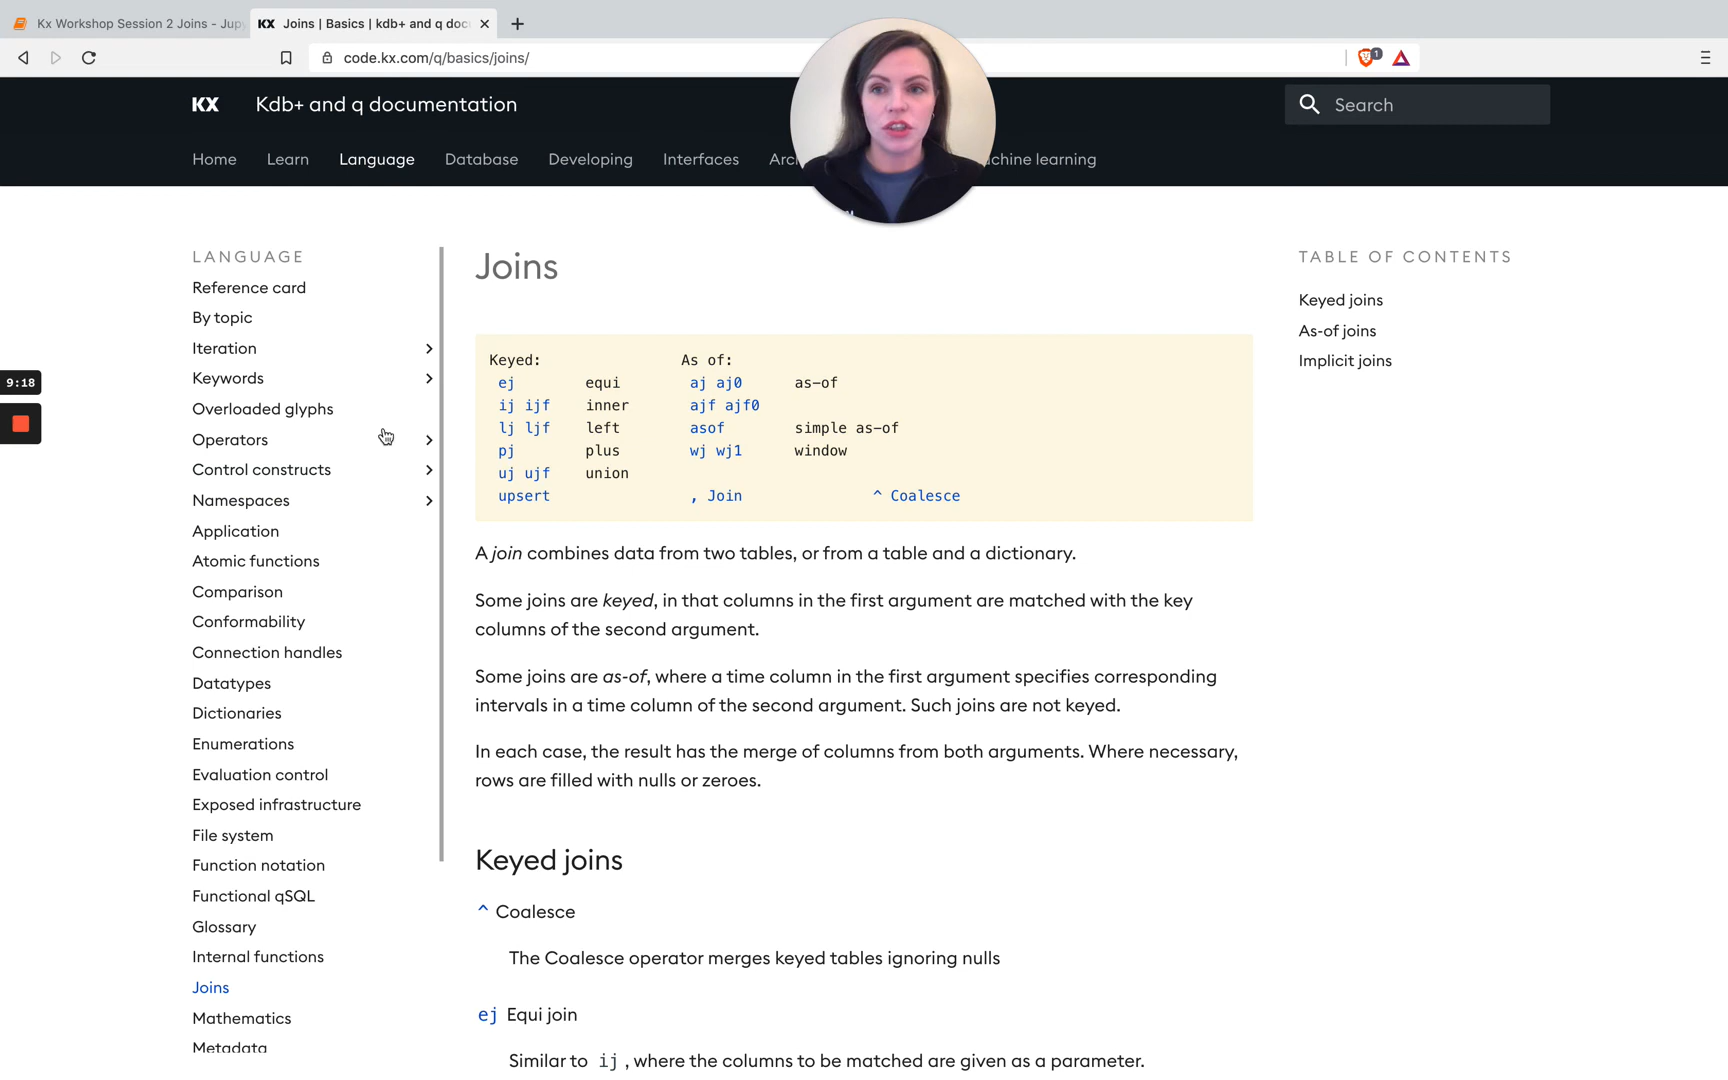 Kx Workshop Session 2 Joins - Jupy
KX Joins | Basics | kdb+ and q doc
code.kx.com/q/basics/joins/
1
KX Kdb+ and q documentation
Search
Home Learn Language Database Developing Interfaces Arc chine learning
9:18
LANGUAGE
Reference card
By topic
Iteration
Keywords
Overloaded glyphs
Operators
Control constructs
Namespaces
Application
Atomic functions
Comparison
Conformability
Connection handles
Datatypes
Dictionaries
Enumerations
Evaluation control
Exposed infrastructure
File system
Function notation
Functional qSQL
Glossary
Internal functions
Joins
Mathematics
Metadata
Joins
Keyed: As of:
ej equi aj aj0 as-of
ij ijf inner ajf ajf0
lj ljf left asof simple as-of
pj plus wj wj1 window
uj ujf union
upsert , Join ^ Coalesce
A join combines data from two tables, or from a table and a dictionary.
Some joins are keyed, in that columns in the first argument are matched with the key
columns of the second argument.
Some joins are as-of, where a time column in the first argument specifies corresponding
intervals in a time column of the second argument. Such joins are not keyed.
In each case, the result has the merge of columns from both arguments. Where necessary,
rows are filled with nulls or zeroes.
Keyed joins
^ Coalesce
The Coalesce operator merges keyed tables ignoring nulls
ej Equi join
Similar to ij , where the columns to be matched are given as a parameter.
TABLE OF CONTENTS
Keyed joins
As-of joins
Implicit joins